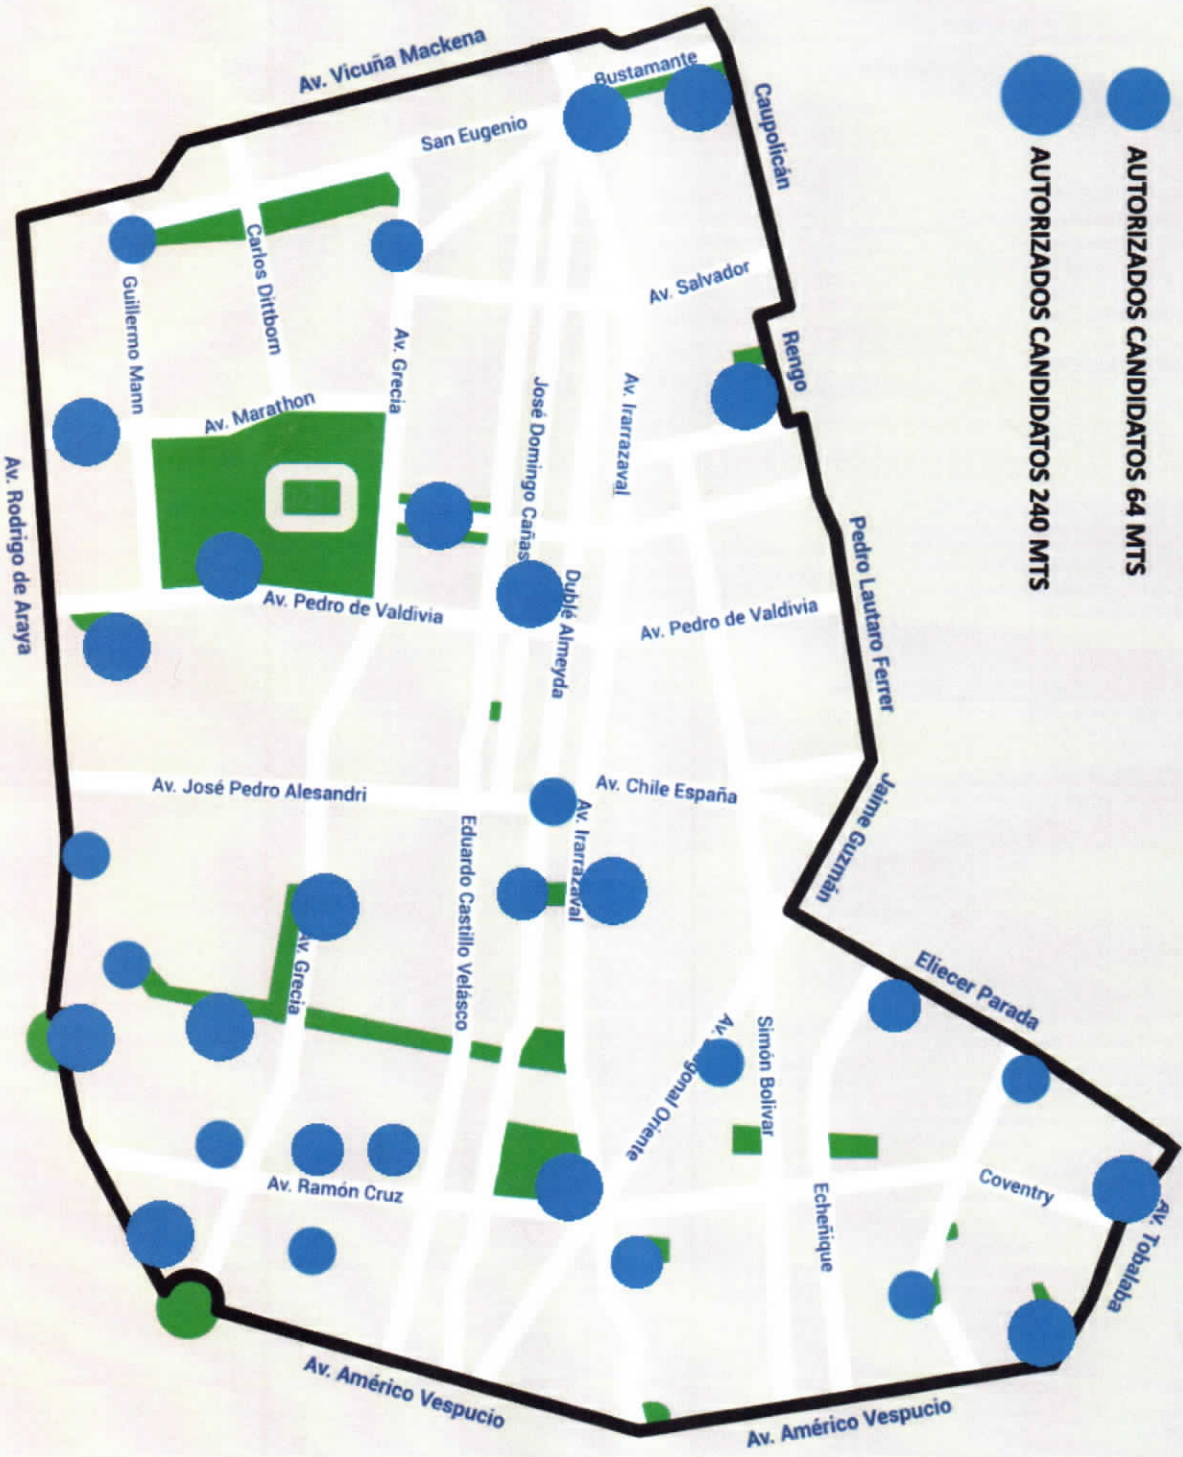 Av. Vicuña Mackena
Bustamante
San Eugenio
Caupolicán
AUTORIZADOS CANDIDATOS 64 MTS
AUTORIZADOS CANDIDATOS 240 MTS
Carlos Dittborn
Guillermo Mann
Av. Salvador
Rengo
Av. Grecia
Av. Marathon
José Domingo Cañas
Av. Irarrazaval
Av. Rodrigo de Araya
Pedro Lautaro Ferrer
Av. Pedro de Valdivia
Dublé Almeyda
Av. Pedro de Valdivia
Av. José Pedro Alesandri
Av. Chile España
Jaime Guzmán
Av. Irarrazaval
Eduardo Castillo Velásco
Av. Grecia
Eliecer Parada
Av. gonal Oriente
Simón Bolivar
Av. Ramón Cruz
Echeñique
Coventry
Av. Tobalaba
Av. Américo Vespucio
Av. Américo Vespucio